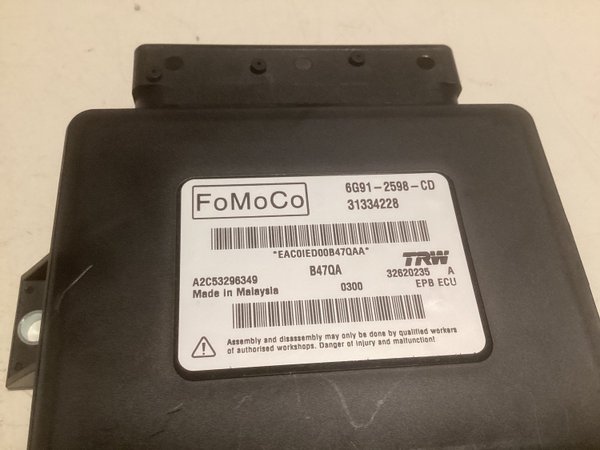 FoMoCo
6G91-2598-CD
31334228
"EAC0IED00B47QAA"
B47QA
TRW
A2C53296349
32620235 A
Made in Malaysia
0300
EPB ECU
Assembly and disassembly may only be done by qualified workers
of authorised workshops. Danger of injury and malfunction!